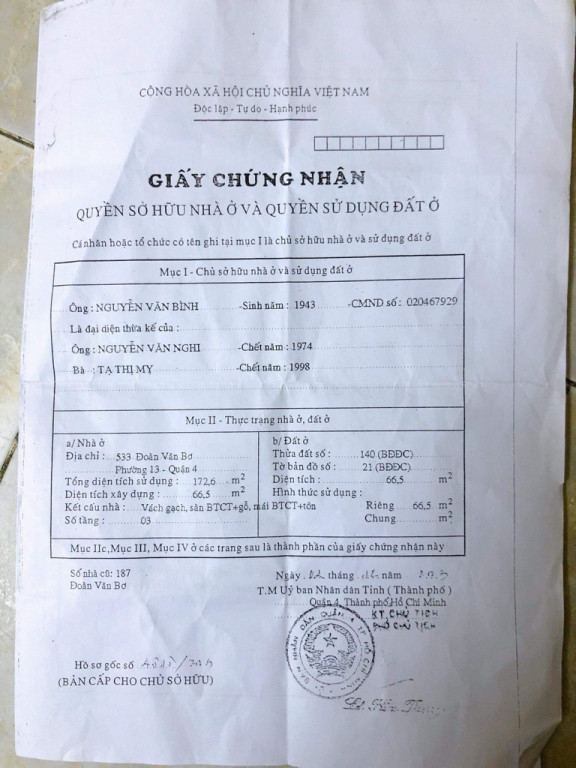 CỘNG HÒA XÃ HỘI CHỦ NGHĨA VIỆT NAM
Độc lập - Tự do - Hạnh phúc
GIẤY CHỨNG NHẬN
QUYỀN SỞ HỮU NHÀ Ở VÀ QUYỀN SỬ DỤNG ĐẤT Ở
Cá nhân hoặc tổ chức có tên ghi tại mục I là chủ sở hữu nhà ở và sử dụng đất ở
Mục I - Chủ sở hữu nhà ở và sử dụng đất ở
Ông : NGUYỄN VĂN BÌNH -Sinh năm : 1943 -CMND số : 020467929
Là đại diện thừa kế của :
Ông : NGUYỄN VĂN NGHI -Chết năm : 1974
Bà : TẠ THỊ MY -Chết năm : 1998
Mục II - Thực trạng nhà ở, đất ở
a/ Nhà ở
Địa chỉ : 533 Đoàn Văn Bơ
Phường 13 - Quận 4
Tổng diện tích sử dụng : 172,6 m2
Diện tích xây dựng : 66,5 m2
Kết cấu nhà : Vách gạch, sàn BTCT+gỗ, mái BTCT+tôn
Số tầng : 03
b/ Đất ở
Thửa đất số : 140 (BĐĐC)
Tờ bản đồ số : 21 (BĐĐC)
Diện tích : 66,5 m2
Hình thức sử dụng :
Riêng 66,5 m2
Chung m2
Mục IIc, Mục III, Mục IV ở các trang sau là thành phần của giấy chứng nhận này
Số nhà cũ: 187
Đoàn Văn Bơ
Ngày tháng năm
T.M Uỷ ban Nhân dân Tỉnh ( Thành phố )
Quận 4, Thành phố Hồ Chí Minh
KT. CHỦ TỊCH
PHÓ CHỦ TỊCH
Hồ sơ gốc số
(BẢN CẤP CHO CHỦ SỞ HỮU)